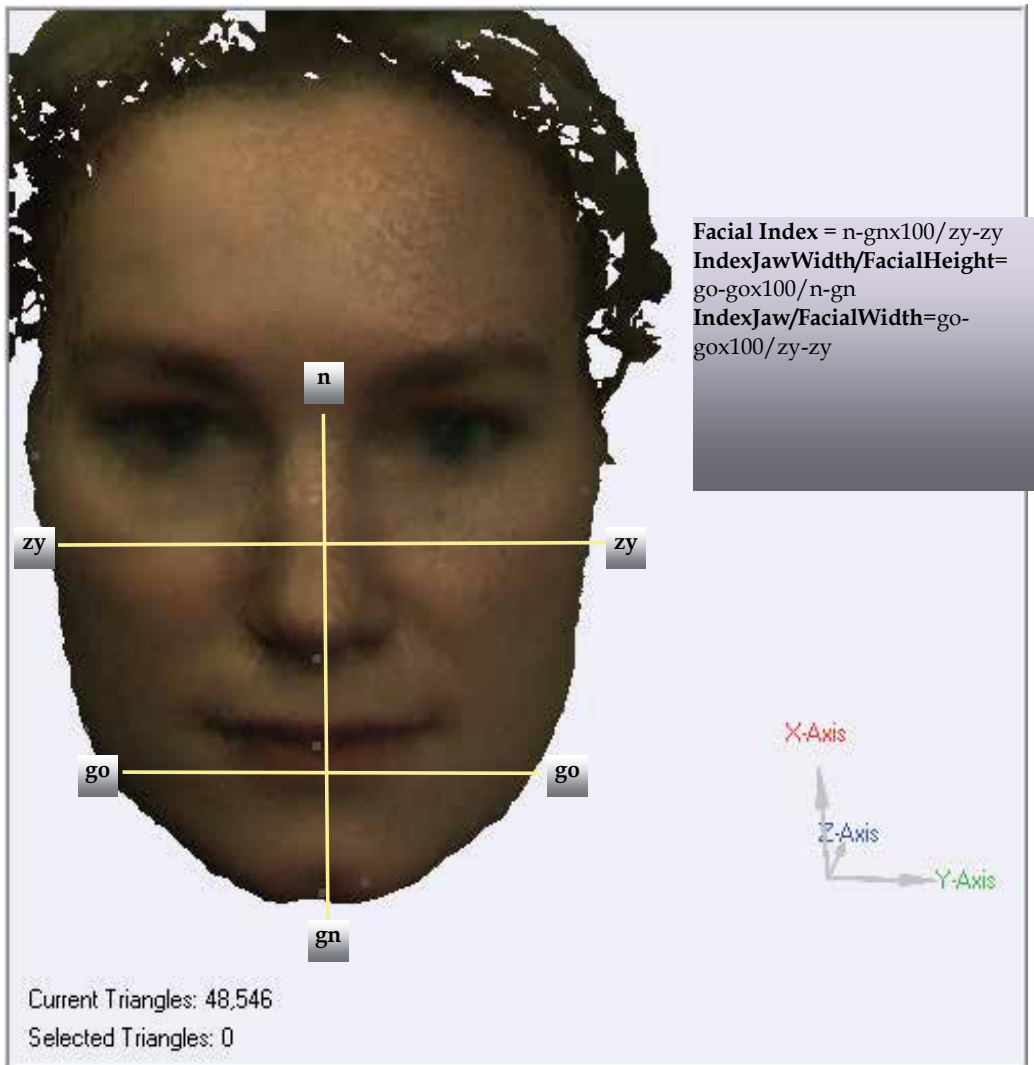 Facial Index = n-gnx100/zy-zy
IndexJawWidth/FacialHeight=
go-gox100/n-gn
IndexJaw/FacialWidth=go-
gox100/zy-zy
n
zy
zy
go
go
gn
X-Axis
Z-Axis
Y-Axis
Current Triangles: 48,546
Selected Triangles: 0